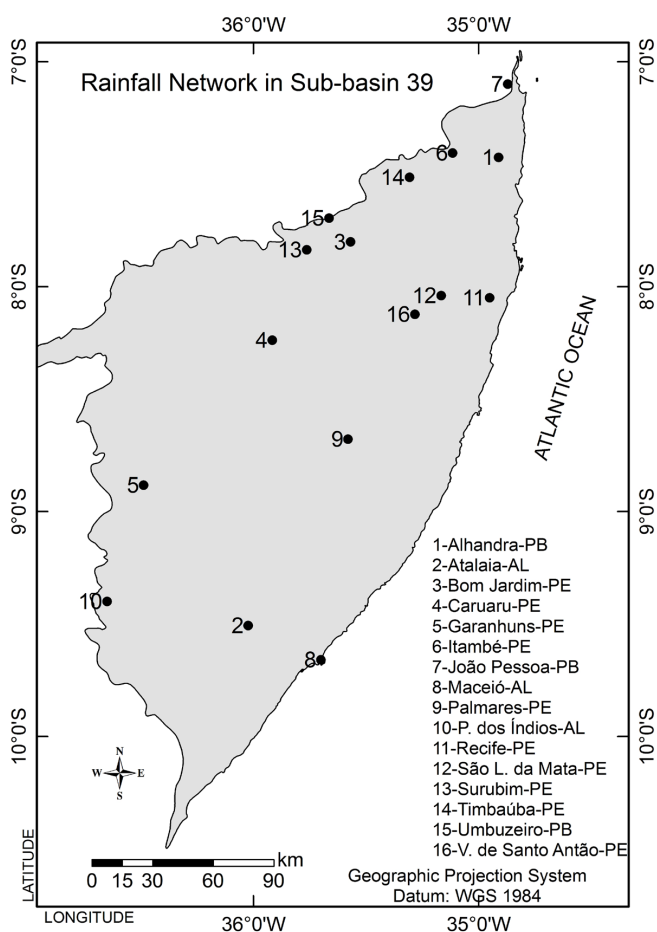 36°0'W 35°0'W
7°0'S 7°0'S
Rainfall Network in Sub-basin 39
7
6 1
14
15
3
13
8°0'S 8°0'S
12 11
16
4
ATLANTIC OCEAN
9
5
9°0'S 9°0'S
10
2
8
1-Alhandra-PB
2-Atalaia-AL
3-Bom Jardim-PE
4-Caruaru-PE
5-Garanhuns-PE
6-Itambé-PE
7-João Pessoa-PB
8-Maceió-AL
9-Palmares-PE
10-P. dos Índios-AL
11-Recife-PE
12-São L. da Mata-PE
13-Surubim-PE
14-Timbaúba-PE
15-Umbuzeiro-PB
16-V. de Santo Antão-PE
10°0'S 10°0'S
N
W E
S
km
0 15 30 60 90
Geographic Projection System
Datum: WGS 1984
LATITUDE
LONGITUDE
36°0'W 35°0'W